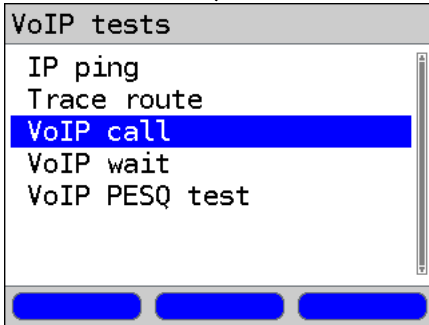 VoIP tests
IP ping
Trace route
VoIP call
VoIP wait
VoIP PESQ test